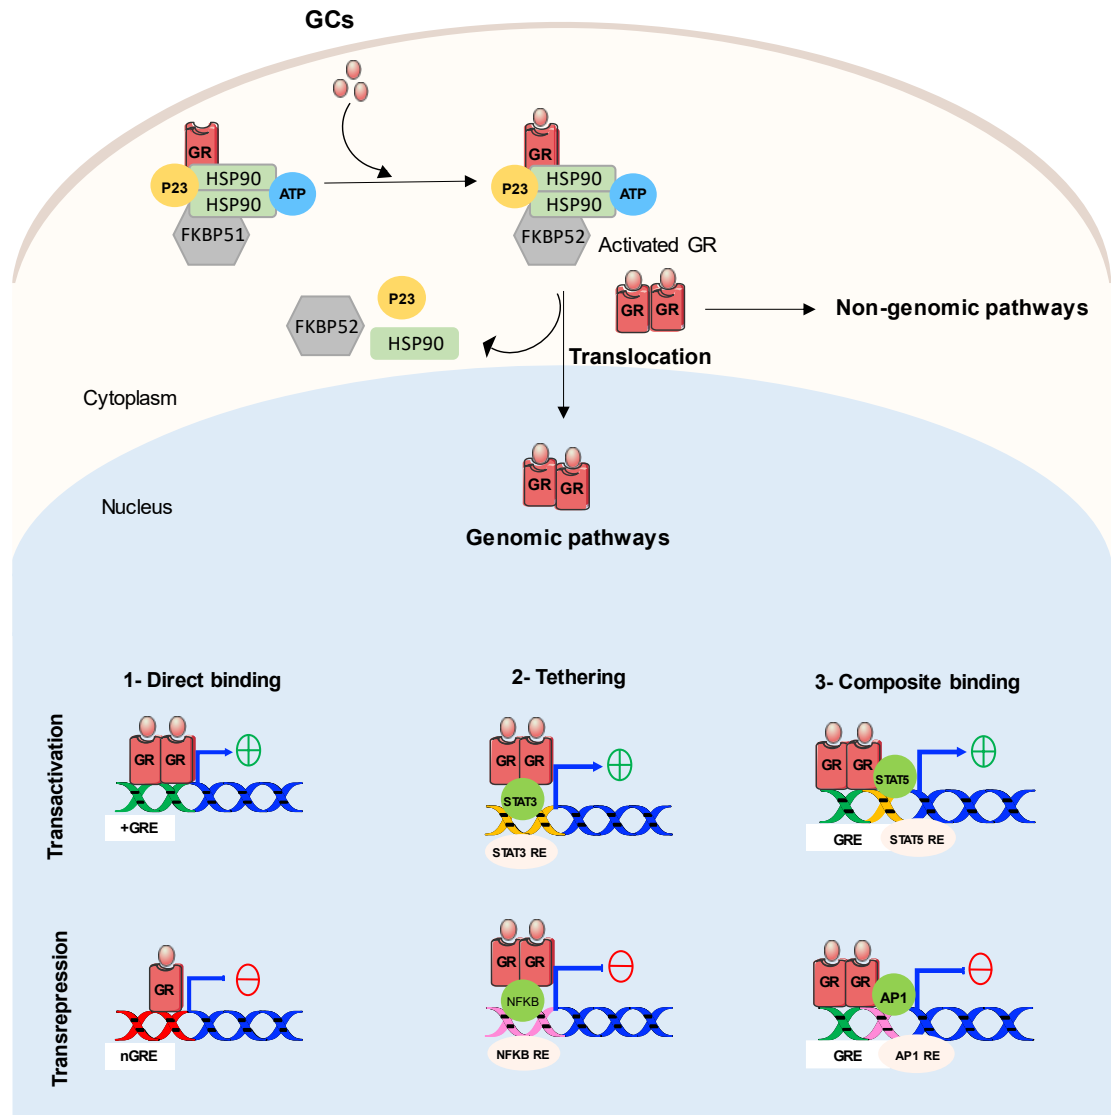 GCs
GR
P23
HSP90
HSP90
ATP
FKBP51
GR
P23
HSP90
HSP90
ATP
FKBP52
Activated GR
GR
GR
Non-genomic pathways
P23
FKBP52
HSP90
Translocation
Cytoplasm
Nucleus
GR
GR
Genomic pathways
1- Direct binding
2- Tethering
3- Composite binding
Transactivation
GR
GR
+GRE
GR
GR
STAT3
STAT3 RE
GR
GR
STAT5
GRE
STAT5 RE
Transrepression
GR
nGRE
GR
GR
NFKB
NFKB RE
GR
GR
AP1
GRE
AP1 RE